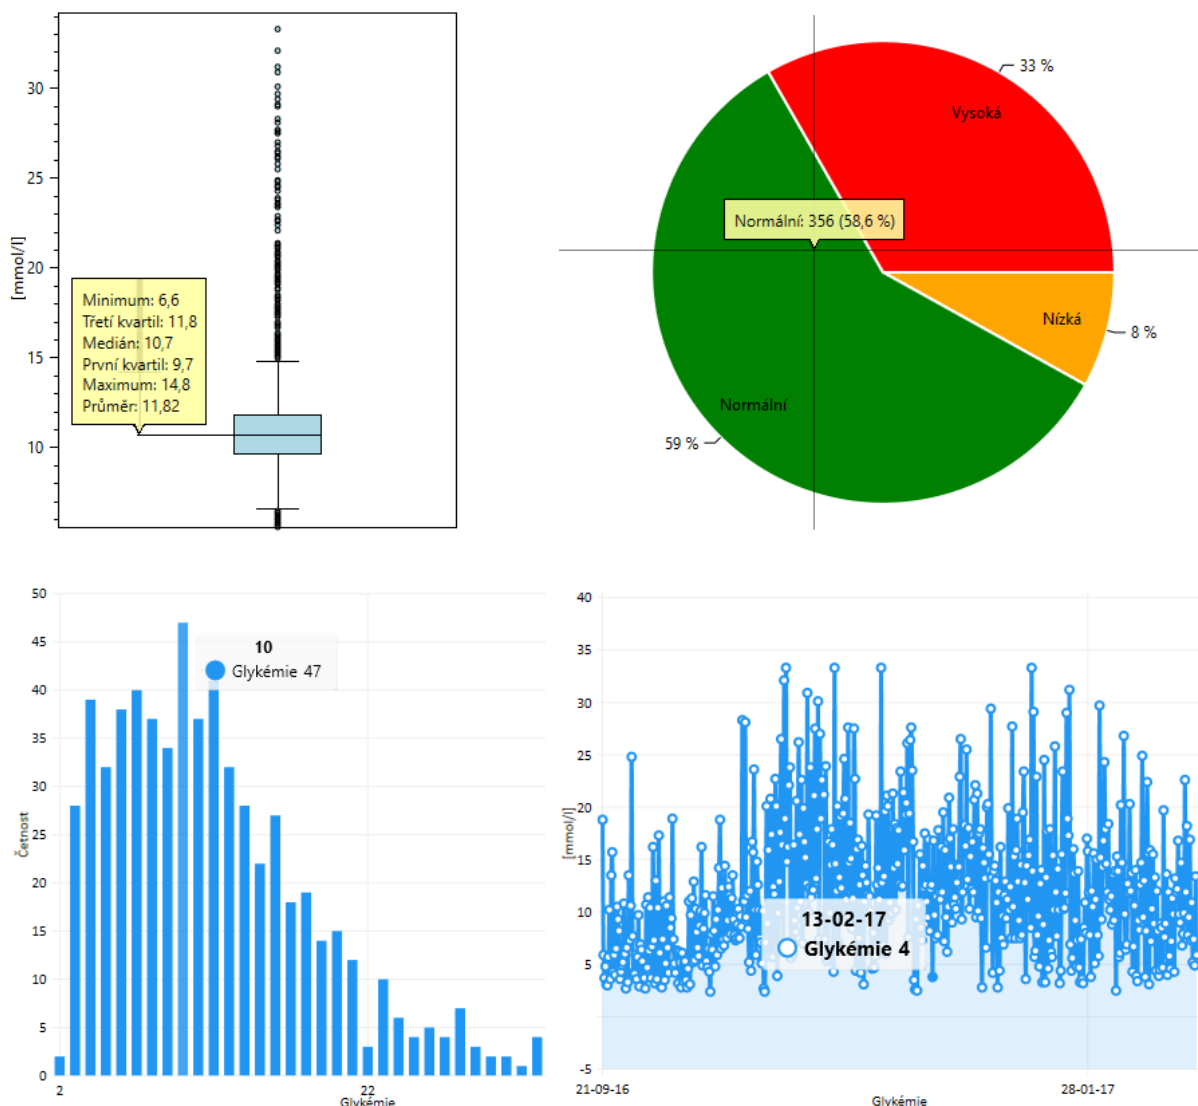 30
25
20
15
10
[mmol/l]
Minimum: 6,6
Třetí kvartil: 11,8
Medián: 10,7
První kvartil: 9,7
Maximum: 14,8
Průměr: 11,82
33 %
Vysoká
Normální: 356 (58,6 %)
Nízká
8 %
Normální
59 %
50
45
40
35
30
25
20
15
10
5
0
Četnost
10
Glykémie 47
2
22
Glykémie
40
35
30
25
20
15
10
5
-5
[mmol/l]
13-02-17
Glykémie 4
21-09-16
28-01-17
Glykémie